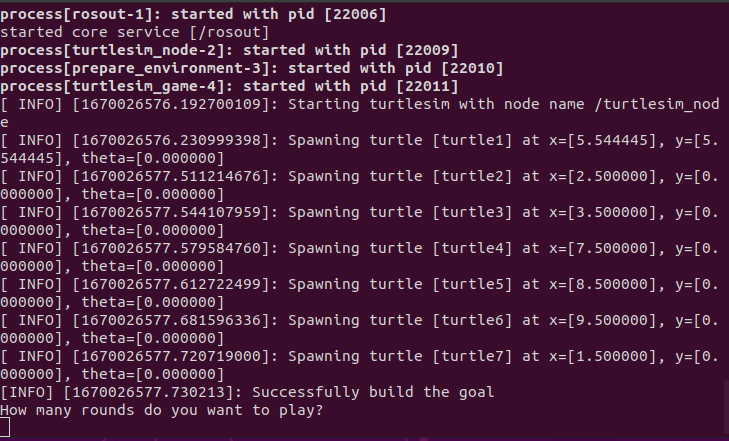 process[rosout-1]: started with pid [22006]
started core service [/rosout]
process[turtlesim_node-2]: started with pid [22009]
process[prepare_environment-3]: started with pid [22010]
process[turtlesim_game-4]: started with pid [22011]
[ INFO] [1670026576.192700109]: Starting turtlesim with node name /turtlesim_nod
e
[ INFO] [1670026576.230999398]: Spawning turtle [turtle1] at x=[5.544445], y=[5.
544445], theta=[0.000000]
[ INFO] [1670026577.511214676]: Spawning turtle [turtle2] at x=[2.500000], y=[0.
000000], theta=[0.000000]
[ INFO] [1670026577.544107959]: Spawning turtle [turtle3] at x=[3.500000], y=[0.
000000], theta=[0.000000]
[ INFO] [1670026577.579584760]: Spawning turtle [turtle4] at x=[7.500000], y=[0.
000000], theta=[0.000000]
[ INFO] [1670026577.612722499]: Spawning turtle [turtle5] at x=[8.500000], y=[0.
000000], theta=[0.000000]
[ INFO] [1670026577.681596336]: Spawning turtle [turtle6] at x=[9.500000], y=[0.
000000], theta=[0.000000]
[ INFO] [1670026577.720719000]: Spawning turtle [turtle7] at x=[1.500000], y=[0.
000000], theta=[0.000000]
[INFO] [1670026577.730213]: Successfully build the goal
How many rounds do you want to play?